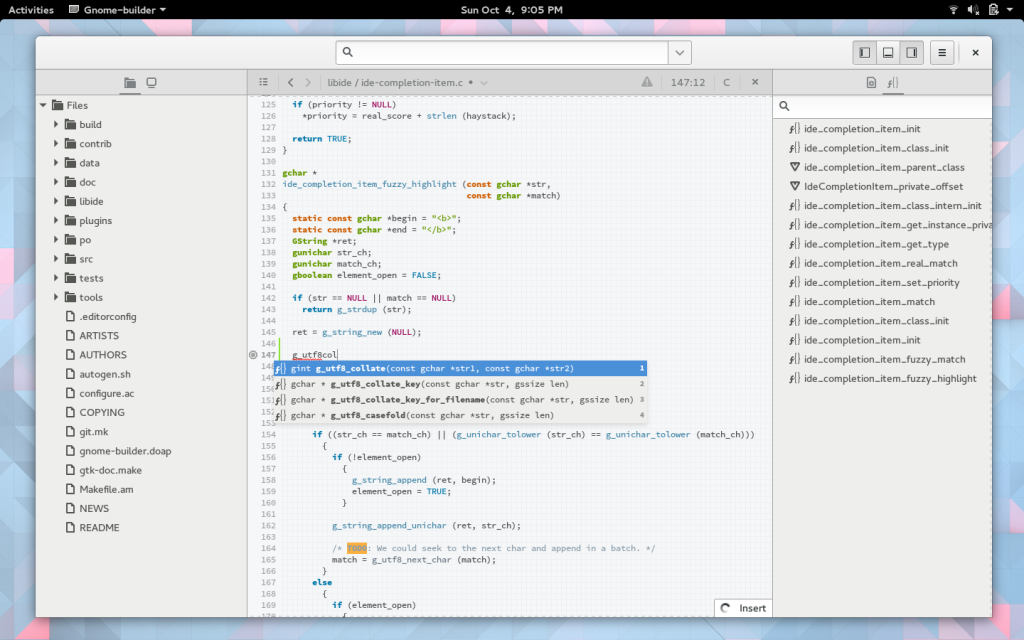 Activities Gnome-builder Sun Oct 4, 9:05 PM
libide / ide-completion-item.c • 147:12 C
Files
build
contrib
data
doc
libide
plugins
po
src
tests
tools
.editorconfig
ARTISTS
AUTHORS
autogen.sh
configure.ac
COPYING
git.mk
gnome-builder.doap
gtk-doc.make
Makefile.am
NEWS
README
125 if (priority != NULL)
126 *priority = real_score + strlen (haystack);
127
128 return TRUE;
129 }
130
131 gchar *
132 ide_completion_item_fuzzy_highlight (const gchar *str,
133 const gchar *match)
134 {
135 static const gchar *begin = "<b>";
136 static const gchar *end = "</b>";
137 GString *ret;
138 gunichar str_ch;
139 gunichar match_ch;
140 gboolean element_open = FALSE;
141
142 if (str == NULL || match == NULL)
143 return g_strdup (str);
144
145 ret = g_string_new (NULL);
146
147 g_utf8col
gint g_utf8_collate(const gchar *str1, const gchar *str2) 1
gchar * g_utf8_collate_key(const gchar *str, gssize len) 2
gchar * g_utf8_collate_key_for_filename(const gchar *str, gssize len) 3
gchar * g_utf8_casefold(const gchar *str, gssize len) 4
154 if ((str_ch == match_ch) || (g_unichar_tolower (str_ch) == g_unichar_tolower (match_ch)))
155 {
156 if (!element_open)
157 {
158 g_string_append (ret, begin);
159 element_open = TRUE;
160 }
161
162 g_string_append_unichar (ret, str_ch);
163
164 /* TODO: We could seek to the next char and append in a batch. */
165 match = g_utf8_next_char (match);
166 }
167 else
168 {
169 if (element_open)
Insert
f{}
f{} ide_completion_item_init
f{} ide_completion_item_class_init
ide_completion_item_parent_class
IdeCompletionItem_private_offset
f{} ide_completion_item_class_intern_init
f{} ide_completion_item_get_instance_priva
f{} ide_completion_item_get_type
f{} ide_completion_item_real_match
f{} ide_completion_item_set_priority
f{} ide_completion_item_match
f{} ide_completion_item_class_init
f{} ide_completion_item_init
f{} ide_completion_item_fuzzy_match
f{} ide_completion_item_fuzzy_highlight